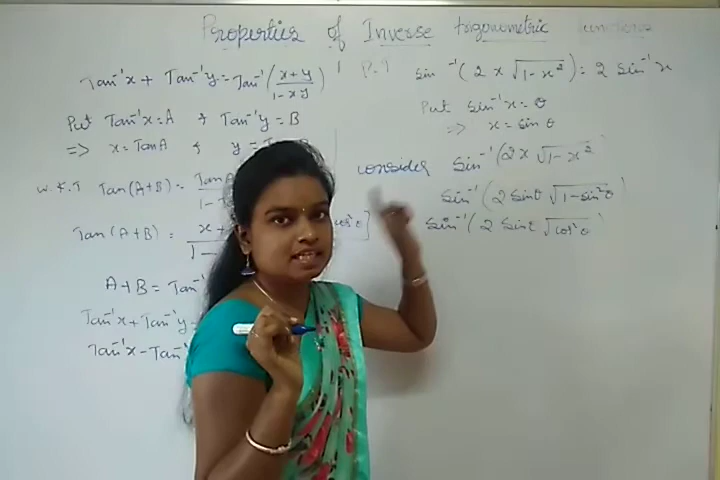 Properties of Inverse trigonometric functions
Tan⁻¹x + Tan⁻¹y = Tan⁻¹(x+y / 1-xy)
Put Tan⁻¹x = A & Tan⁻¹y = B
=> x = TanA & y =
W.K.T Tan(A+B) = TanA
Tan(A+B) =
A+B = Tan⁻¹
Tan⁻¹x + Tan⁻¹y =
Tan⁻¹x - Tan⁻¹
cos²θ]
sin⁻¹(2x√1-x²) = 2 sin⁻¹x
Put sin⁻¹x = θ
=> x = sinθ
consider sin⁻¹(2x√1-x²)
sin⁻¹(2 sinθ √1-sin²θ)
sin⁻¹(2 sinθ √cos²θ)